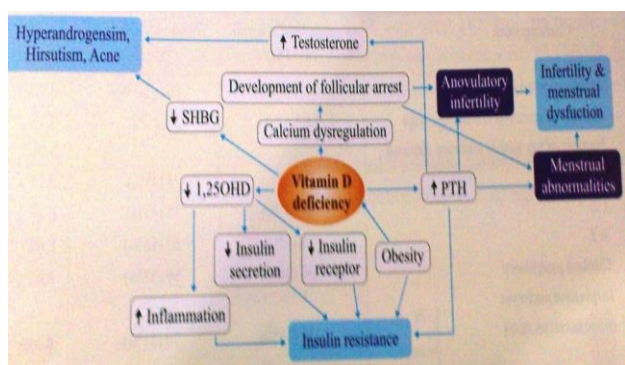 Hyperandrogensim,
Hirsutism, Acne
↑ Testosterone
Development of follicular arrest
Anovulatory
infertility
Infertility &
menstrual
dysfuction
↓ SHBG
Calcium dysregulation
↓ 1,25OHD
Vitamin D
deficiency
↑ PTH
Menstrual
abnormalities
↓ Insulin
secretion
↓ Insulin
receptor
Obesity
↑ Inflammation
Insulin resistance